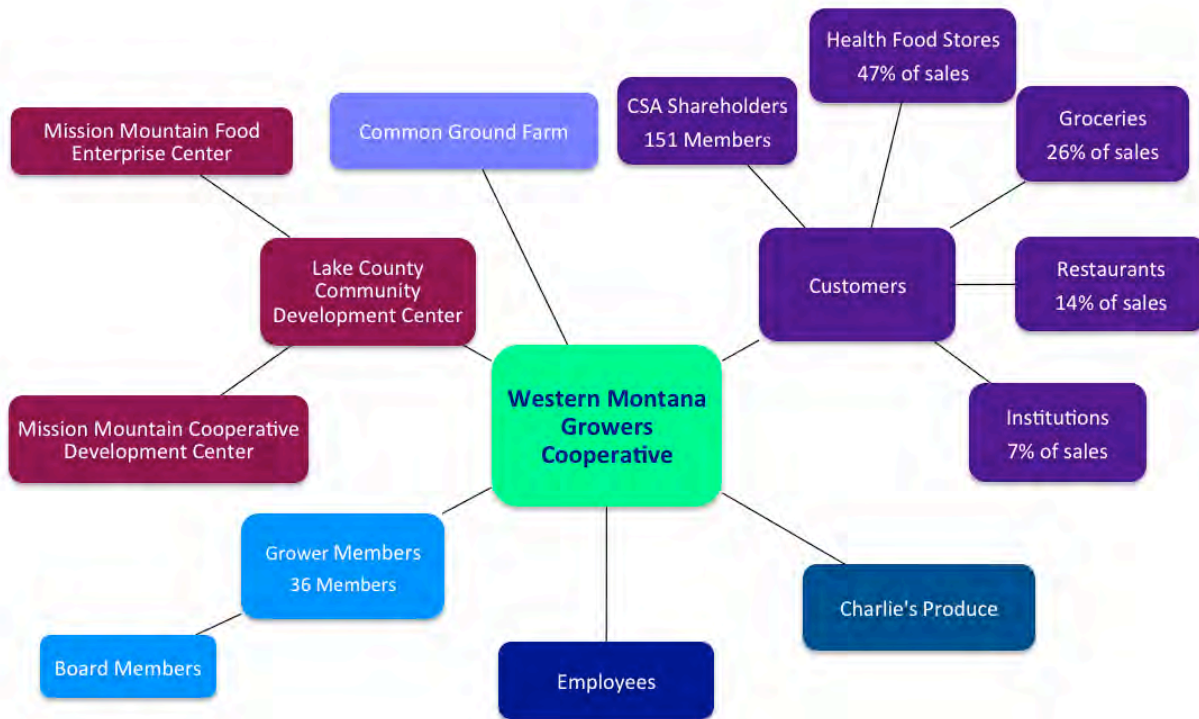 Health Food Stores
47% of sales
CSA Shareholders
151 Members
Groceries
26% of sales
Mission Mountain Food
Enterprise Center
Common Ground Farm
Lake County
Community
Development Center
Customers
Restaurants
14% of sales
Western Montana
Growers
Cooperative
Mission Mountain Cooperative
Development Center
Institutions
7% of sales
Grower Members
36 Members
Charlie's Produce
Board Members
Employees